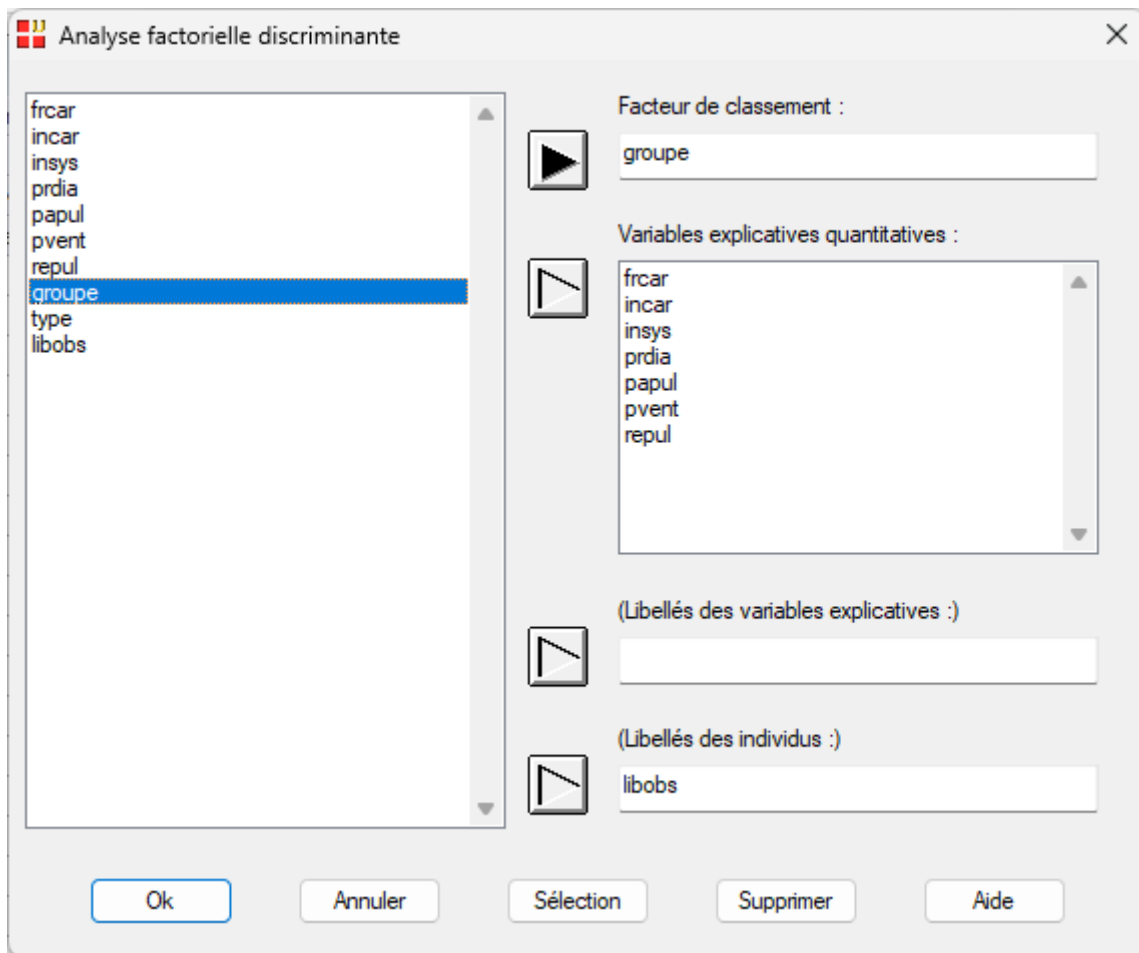 Analyse factorielle discriminante
frcar
incar
insys
prdia
papul
pvent
repul
groupe
type
libobs
Facteur de classement :
groupe
Variables explicatives quantitatives :
frcar
incar
insys
prdia
papul
pvent
repul
(Libellés des variables explicatives :)
(Libellés des individus :)
libobs
Ok
Annuler
Sélection
Supprimer
Aide